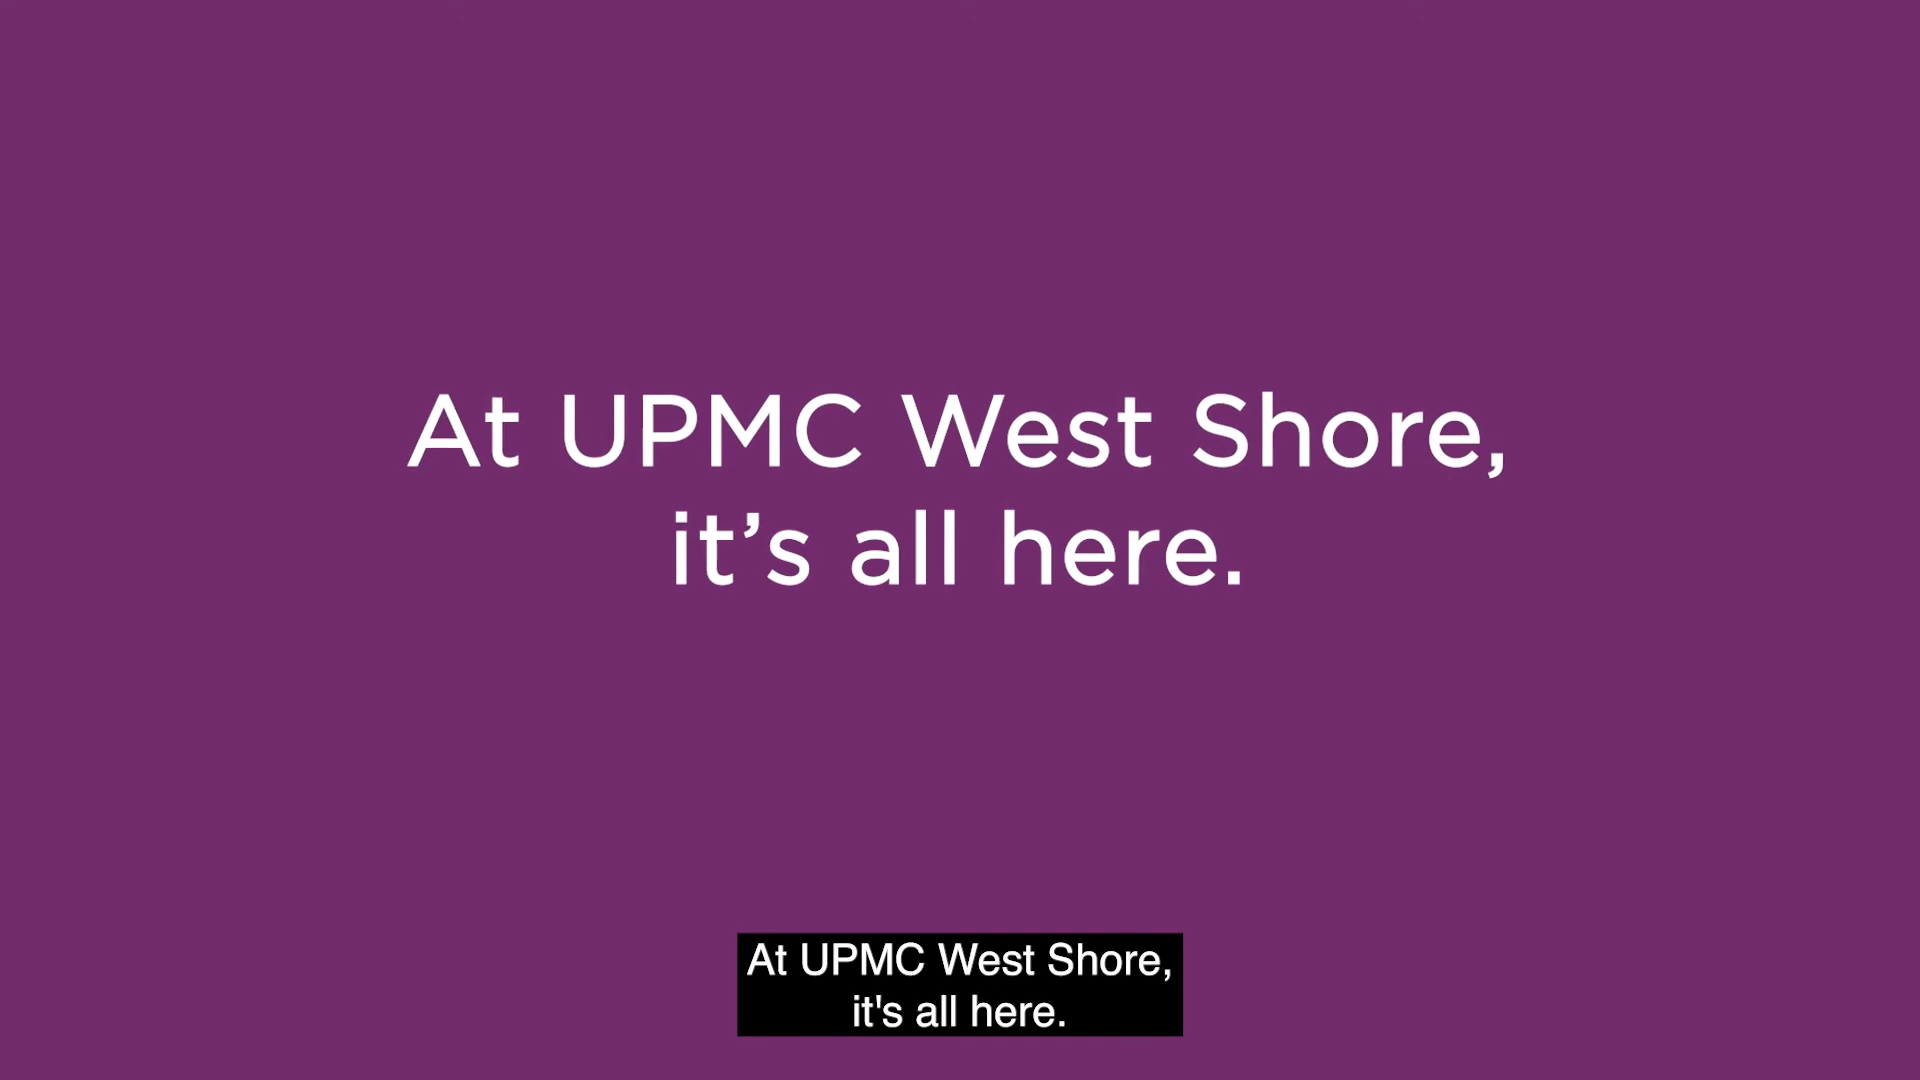 At UPMC West Shore,
it’s all here.
At UPMC West Shore,
it's all here.